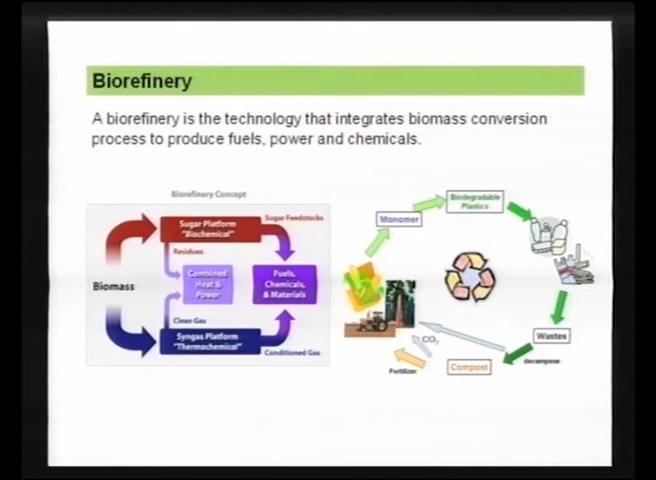 Biorefinery
A biorefinery is the technology that integrates biomass conversion
process to produce fuels, power and chemicals.
Biorefinery Concept
Sugar Platform
"Biochemical"
Sugar Feedstocks
Residues
Biomass
Combined
Heat &
Power
Fuels,
Chemicals,
& Materials
Clean Gas
Syngas Platform
"Thermochemical"
Conditioned Gas
Biodegradable
Plastics
Monomer
Wastes
decompose
CO2
Compost
Fertilizer